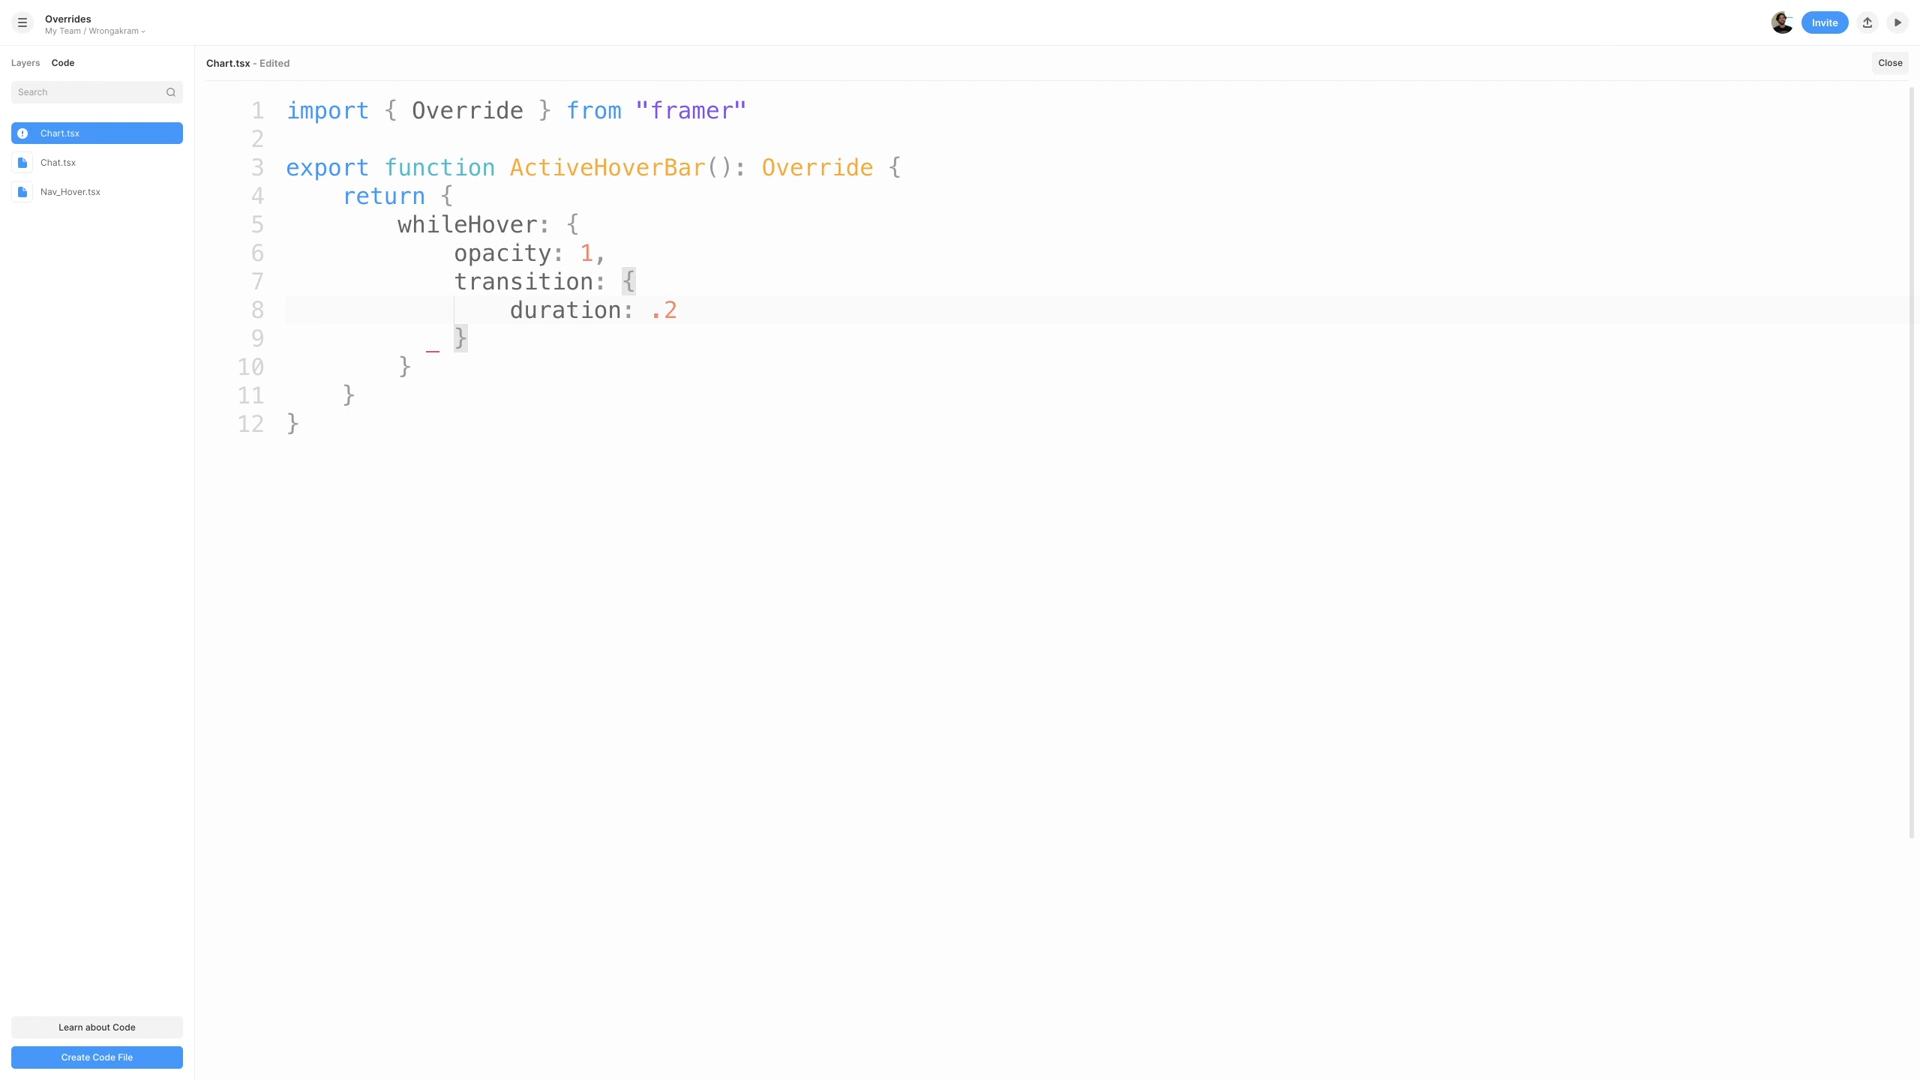 Overrides
My Team / Wrongakram
Invite
Layers Code
Search
Chart.tsx
Chat.tsx
Nav_Hover.tsx
Learn about Code
Create Code File
Chart.tsx - Edited
Close
1 import { Override } from "framer"
2
3 export function ActiveHoverBar(): Override {
4 return {
5 whileHover: {
6 opacity: 1,
7 transition: {
8 duration: .2
9 }
10 }
11 }
12 }